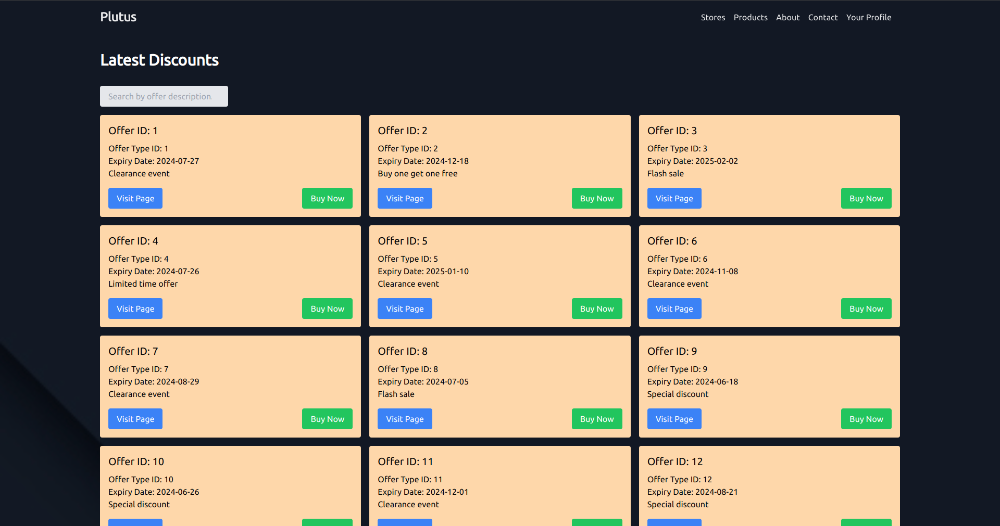 Plutus
Stores Products About Contact Your Profile
Latest Discounts
Search by offer description.
Offer ID: 1
Offer Type ID: 1
Expiry Date: 2024-07-27
Clearance event
Visit Page Buy Now
Offer ID: 2
Offer Type ID: 2
Expiry Date: 2024-12-18
Buy one get one free
Visit Page Buy Now
Offer ID: 3
Offer Type ID: 3
Expiry Date: 2025-02-02
Flash sale
Visit Page Buy Now
Offer ID: 4
Offer Type ID: 4
Expiry Date: 2024-07-26
Limited time offer
Visit Page Buy Now
Offer ID: 5
Offer Type ID: 5
Expiry Date: 2025-01-10
Clearance event
Visit Page Buy Now
Offer ID: 6
Offer Type ID: 6
Expiry Date: 2024-11-08
Clearance event
Visit Page Buy Now
Offer ID: 7
Offer Type ID: 7
Expiry Date: 2024-08-29
Clearance event
Visit Page Buy Now
Offer ID: 8
Offer Type ID: 8
Expiry Date: 2024-07-05
Flash sale
Visit Page Buy Now
Offer ID: 9
Offer Type ID: 9
Expiry Date: 2024-06-18
Special discount
Visit Page Buy Now
Offer ID: 10
Offer Type ID: 10
Expiry Date: 2024-06-26
Special discount
Offer ID: 11
Offer Type ID: 11
Expiry Date: 2024-12-01
Clearance event
Offer ID: 12
Offer Type ID: 12
Expiry Date: 2024-08-21
Special discount